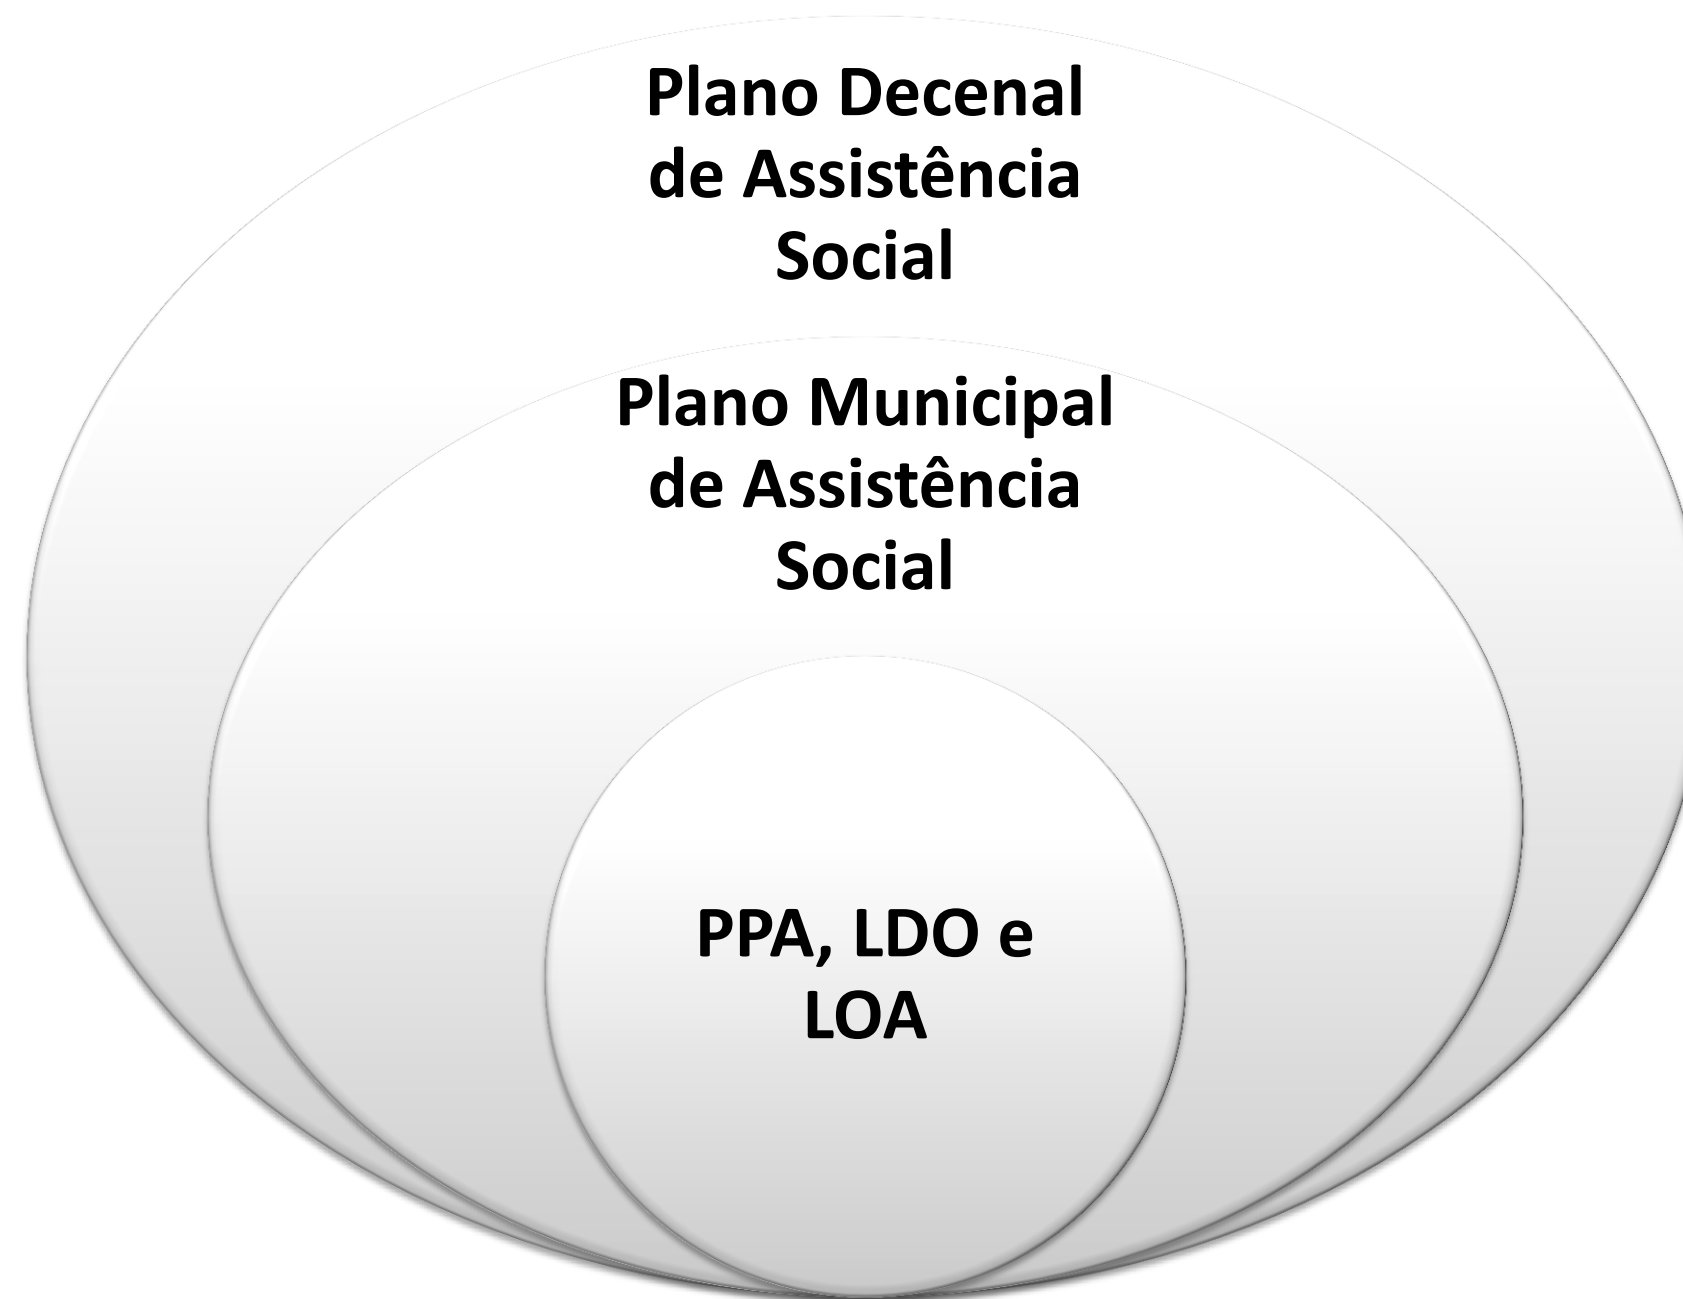 Plano Decenal
de Assistência
Social
Plano Municipal
de Assistência
Social
PPA, LDO e
LOA